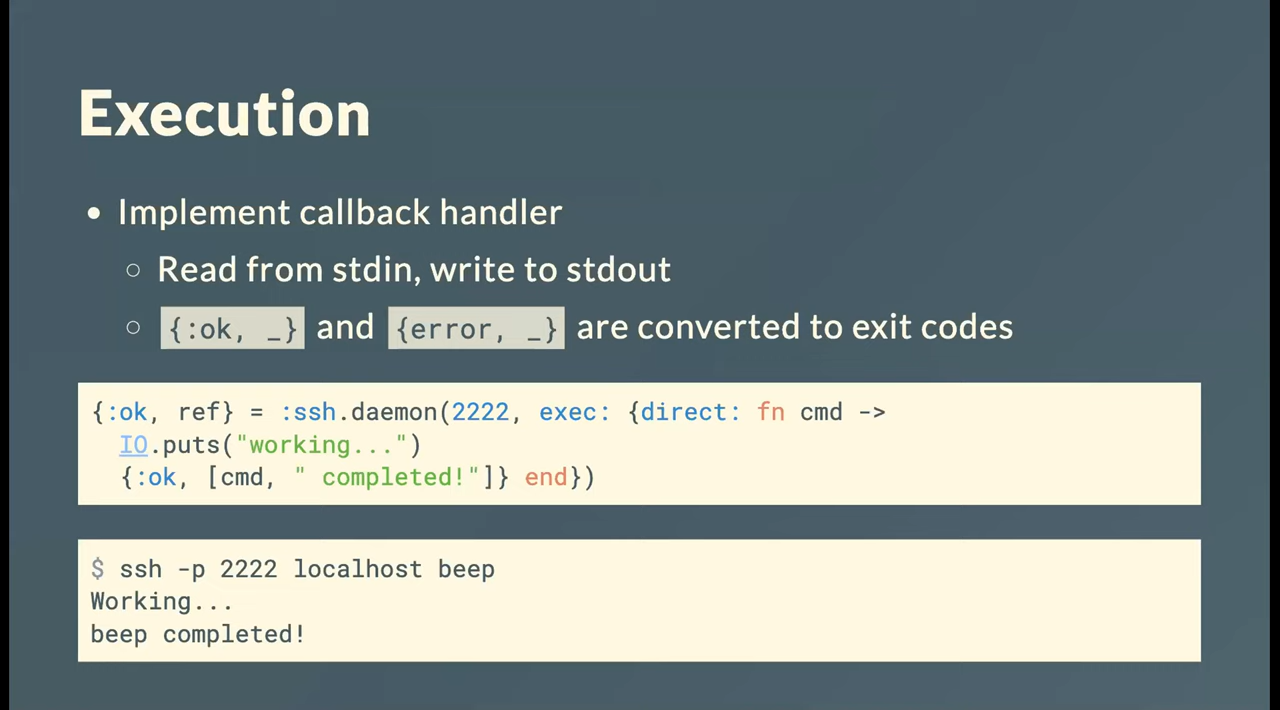 Execution
• Implement callback handler
○ Read from stdin, write to stdout
○ {:ok, _} and {error, _} are converted to exit codes
{:ok, ref} = :ssh.daemon(2222, exec: {direct: fn cmd ->
  IO.puts("working...")
  {:ok, [cmd, " completed!"]} end})
$ ssh -p 2222 localhost beep
Working...
beep completed!